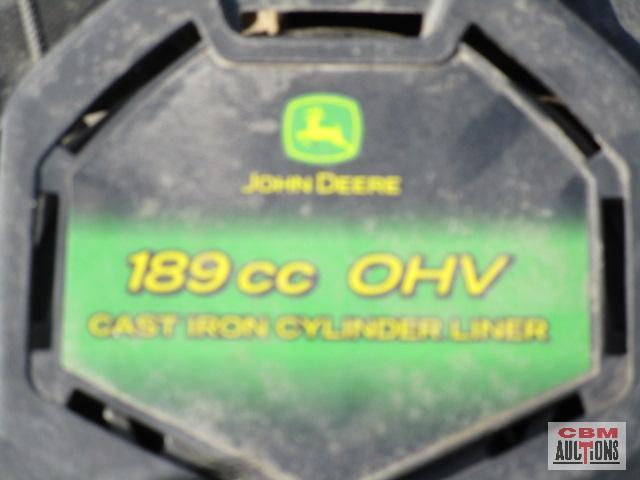 JOHN DEERE
189cc OHV
CAST IRON CYLINDER LINER
CBM
AUCTIONS